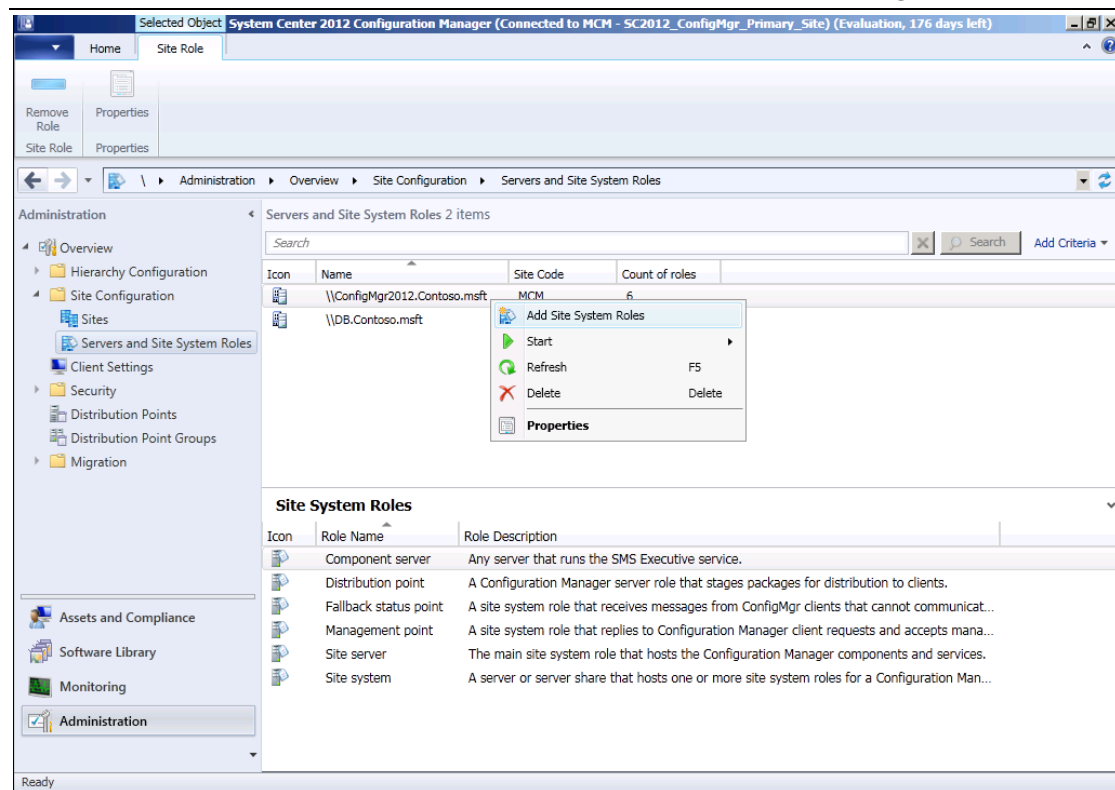 Selected Object System Center 2012 Configuration Manager (Connected to MCM - SC2012_ConfigMgr_Primary_Site) (Evaluation, 176 days left)
Home Site Role
Remove Role
Properties
Site Role Properties
\ Administration Overview Site Configuration Servers and Site System Roles
Administration
Overview
Hierarchy Configuration
Site Configuration
Sites
Servers and Site System Roles
Client Settings
Security
Distribution Points
Distribution Point Groups
Migration
Assets and Compliance
Software Library
Monitoring
Administration
Servers and Site System Roles 2 items
Search Search Add Criteria
Icon Name Site Code Count of roles
\\ConfigMgr2012.Contoso.msft MCM 6
\\DB.Contoso.msft
Add Site System Roles
Start
Refresh F5
Delete Delete
Properties
Site System Roles
Icon Role Name Role Description
Component server Any server that runs the SMS Executive service.
Distribution point A Configuration Manager server role that stages packages for distribution to clients.
Fallback status point A site system role that receives messages from ConfigMgr clients that cannot communicat...
Management point A site system role that replies to Configuration Manager client requests and accepts mana...
Site server The main site system role that hosts the Configuration Manager components and services.
Site system A server or server share that hosts one or more site system roles for a Configuration Man...
Ready